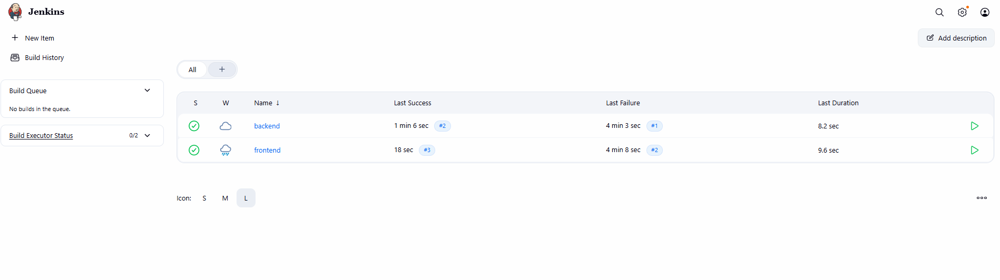 Jenkins
New Item
Add description
Build History
All
Build Queue
No builds in the queue.
Build Executor Status 0/2
S W Name ↓ Last Success Last Failure Last Duration
backend 1 min 6 sec #2 4 min 3 sec #1 8.2 sec
frontend 18 sec #3 4 min 8 sec #2 9.6 sec
Icon: S M L